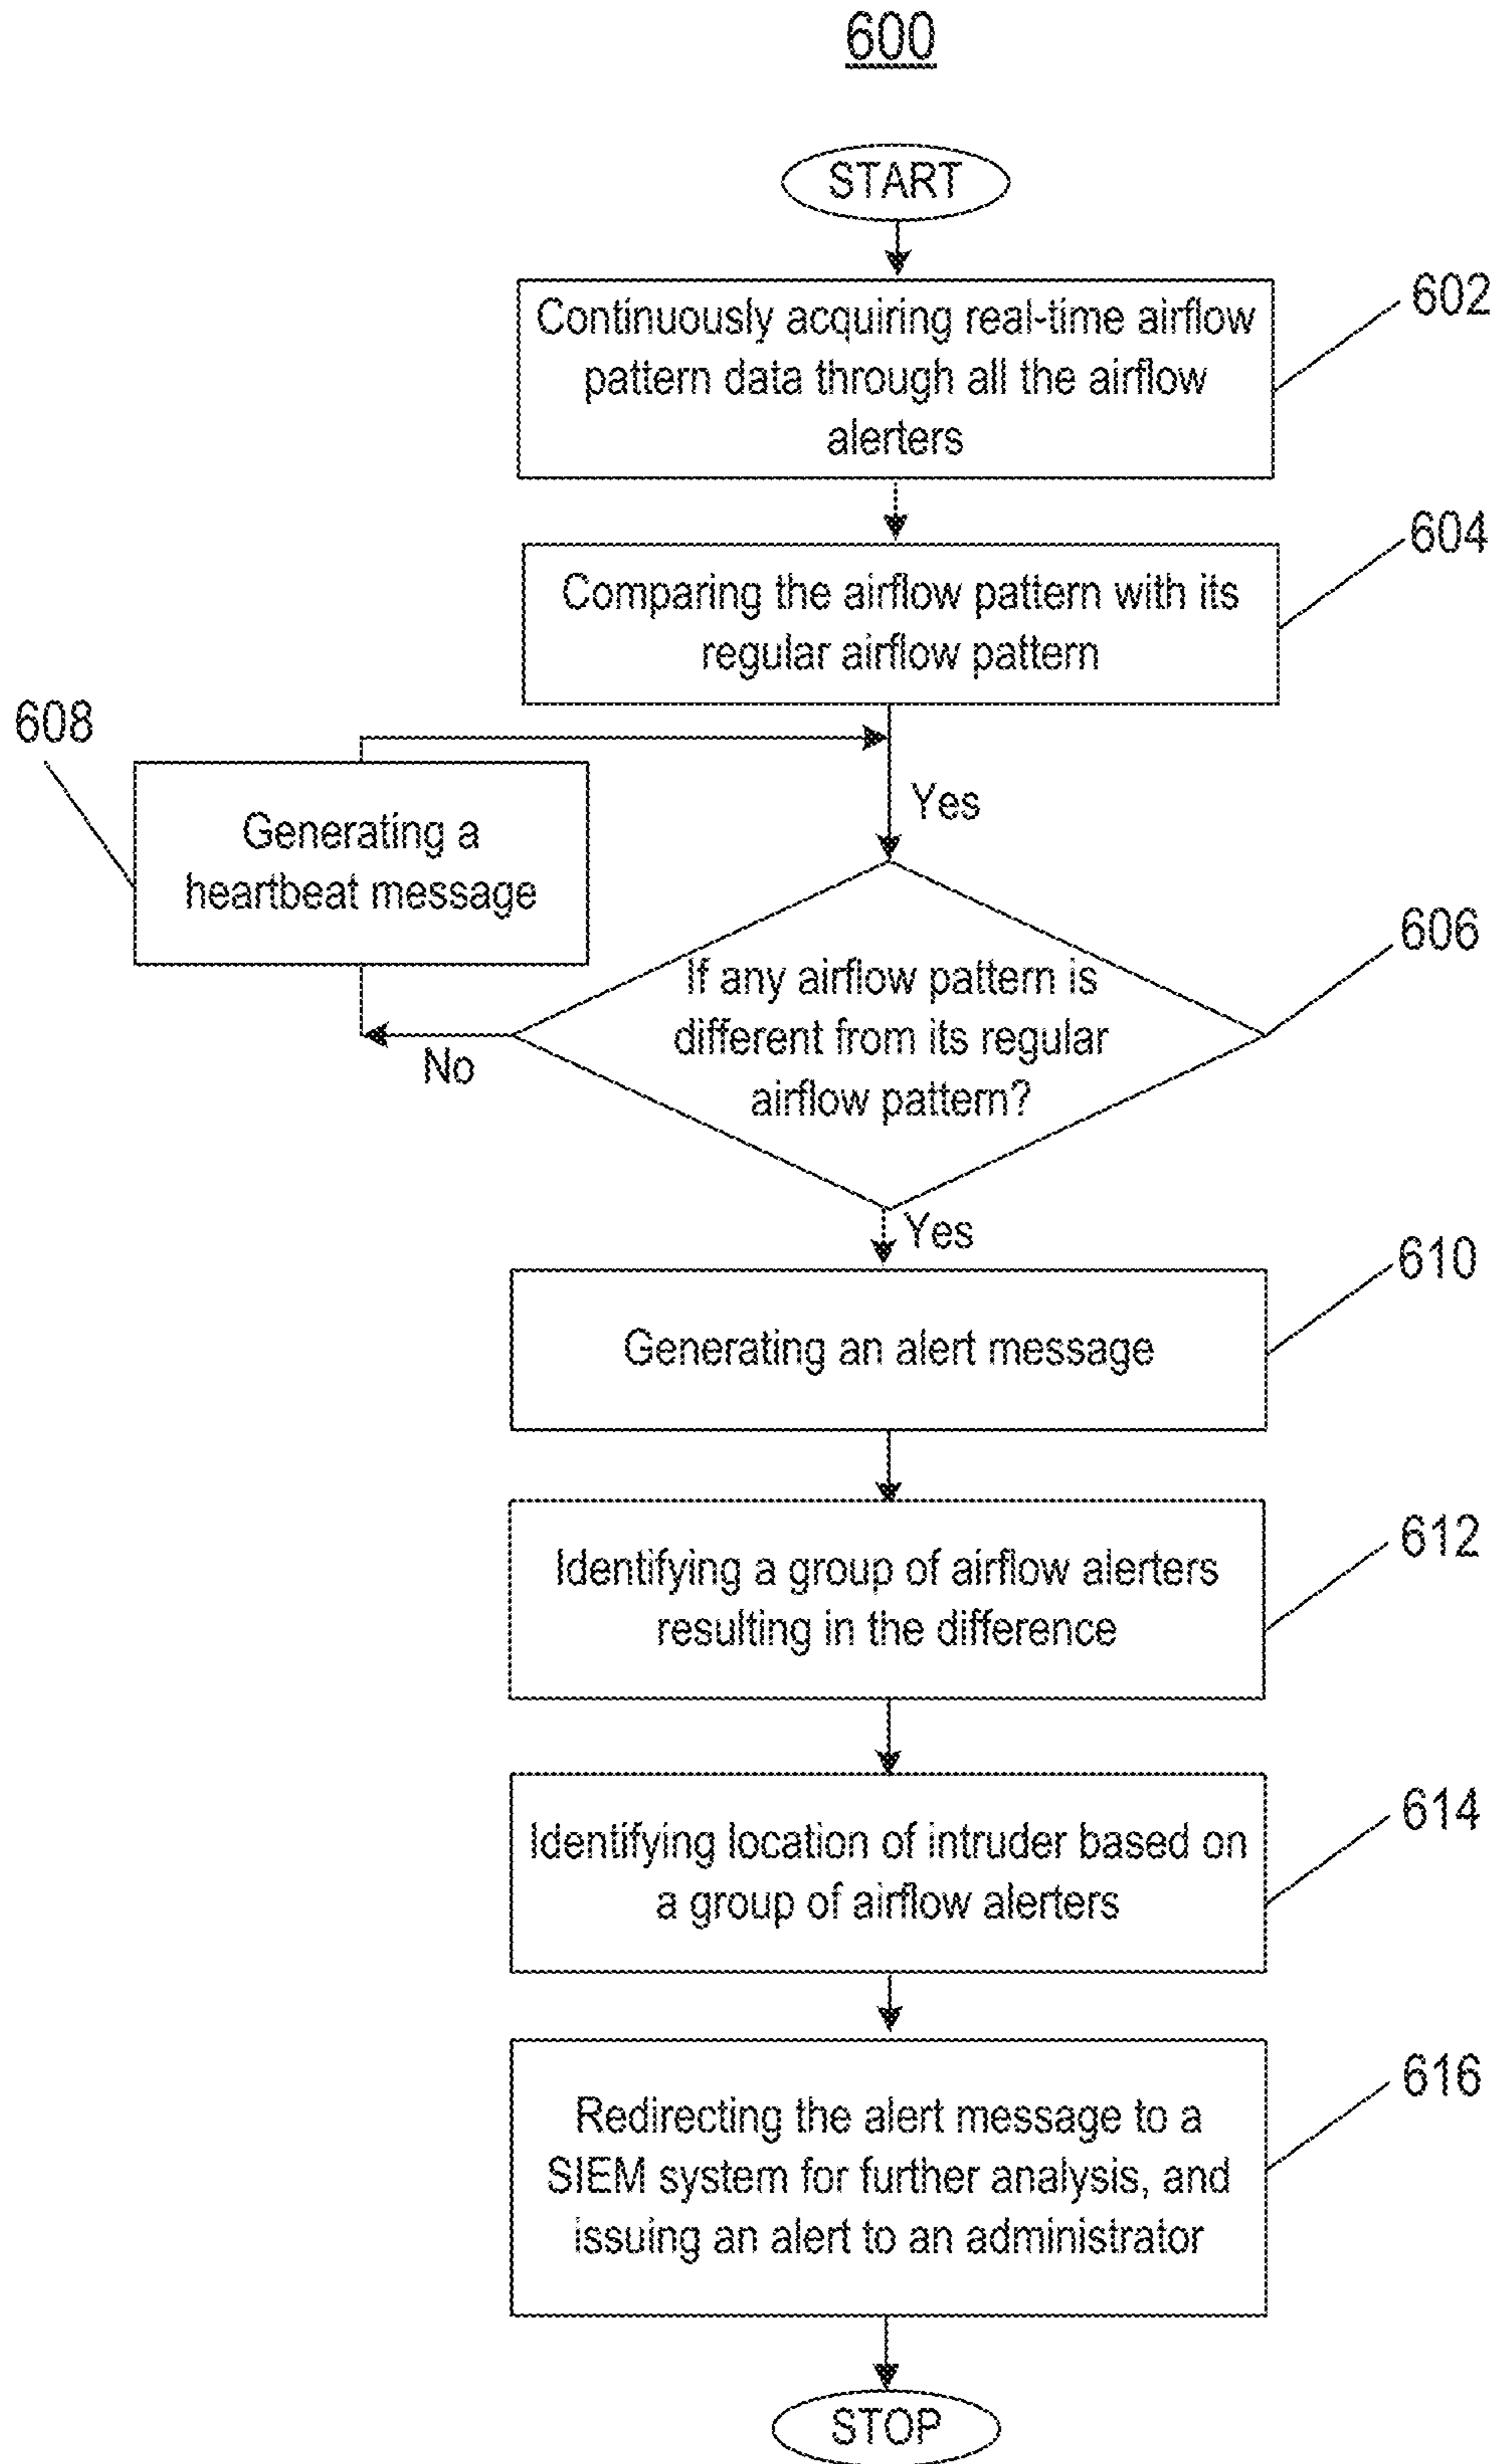 600
START
602
Continuously acquiring real-time airflow
pattern data through all the airflow
alerters
604
Comparing the airflow pattern with its
regular airflow pattern
608
Generating a
heartbeat message
Yes
606
If any airflow pattern is
different from its regular
airflow pattern?
No
Yes
610
Generating an alert message
612
Identifying a group of airflow alerters
resulting in the difference
614
Identifying location of intruder based on
a group of airflow alerters
616
Redirecting the alert message to a
SIEM system for further analysis, and
issuing an alert to an administrator
STOP